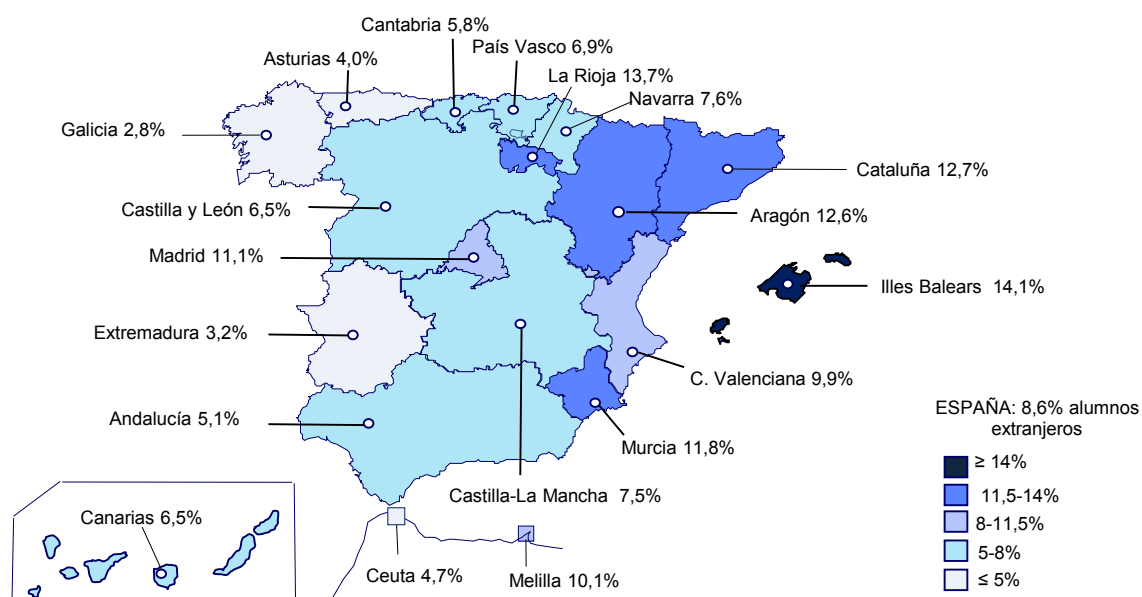 Cantabria 5,8%
País Vasco 6,9%
Asturias 4,0%
La Rioja 13,7%
Navarra 7,6%
Galicia 2,8%
Cataluña 12,7%
Castilla y León 6,5%
Aragón 12,6%
Madrid 11,1%
Illes Balears 14,1%
Extremadura 3,2%
C. Valenciana 9,9%
Andalucía 5,1%
Murcia 11,8%
Castilla-La Mancha 7,5%
Canarias 6,5%
Ceuta 4,7%
Melilla 10,1%
ESPAÑA: 8,6% alumnos
extranjeros
≥ 14%
11,5-14%
8-11,5%
5-8%
≤ 5%